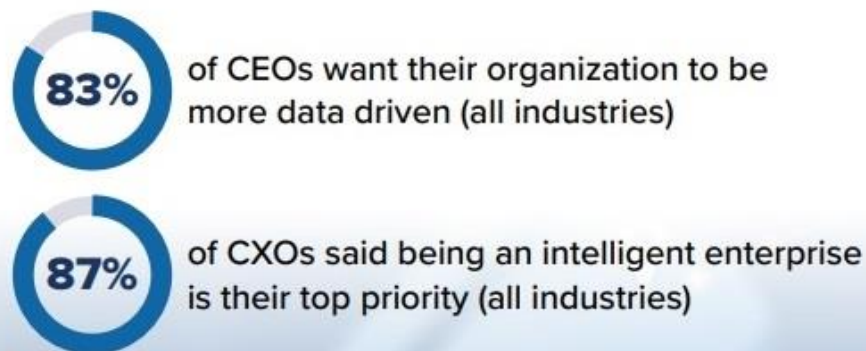 83%
of CEOs want their organization to be
more data driven (all industries)
87%
of CXOs said being an intelligent enterprise
is their top priority (all industries)